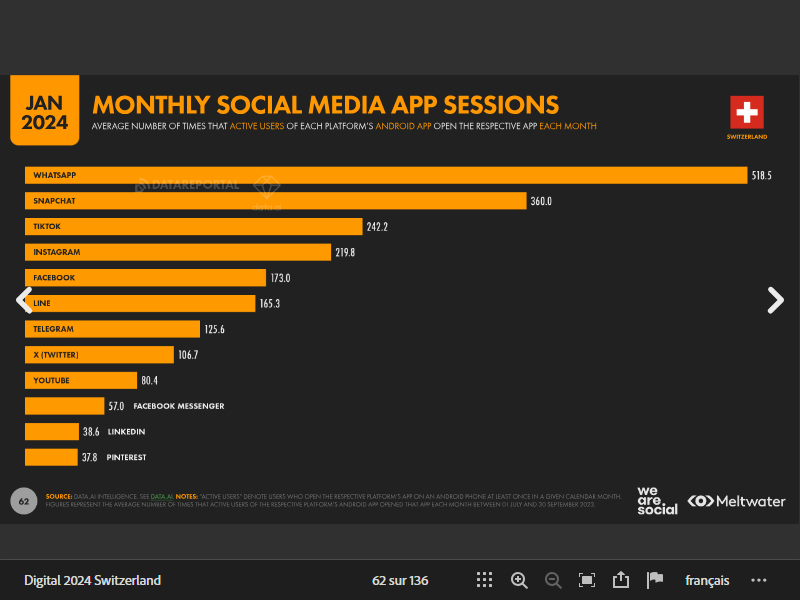 JAN
2024
MONTHLY SOCIAL MEDIA APP SESSIONS
AVERAGE NUMBER OF TIMES THAT ACTIVE USERS OF EACH PLATFORM'S ANDROID APP OPEN THE RESPECTIVE APP EACH MONTH
SWITZERLAND
WHATSAPP 518.5
DATAREPORTAL
SNAPCHAT 360.0
TIKTOK 242.2
INSTAGRAM 219.8
FACEBOOK 173.0
LINE 165.3
TELEGRAM 125.6
X (TWITTER) 106.7
YOUTUBE 80.4
57.0 FACEBOOK MESSENGER
38.6 LINKEDIN
37.8 PINTEREST
62
SOURCE: DATA.AI INTELLIGENCE. SEE DATA.AI. NOTES: "ACTIVE USERS" DENOTE USERS WHO OPEN THE RESPECTIVE PLATFORM'S APP ON AN ANDROID PHONE AT LEAST ONCE IN A GIVEN CALENDAR MONTH.
FIGURES REPRESENT THE AVERAGE NUMBER OF TIMES THAT ACTIVE USERS OF THE RESPECTIVE PLATFORM'S ANDROID APP OPENED THAT APP EACH MONTH BETWEEN 01 JULY AND 30 SEPTEMBER 2023.
we
are.
social
Meltwater
Digital 2024 Switzerland
62 sur 136
français